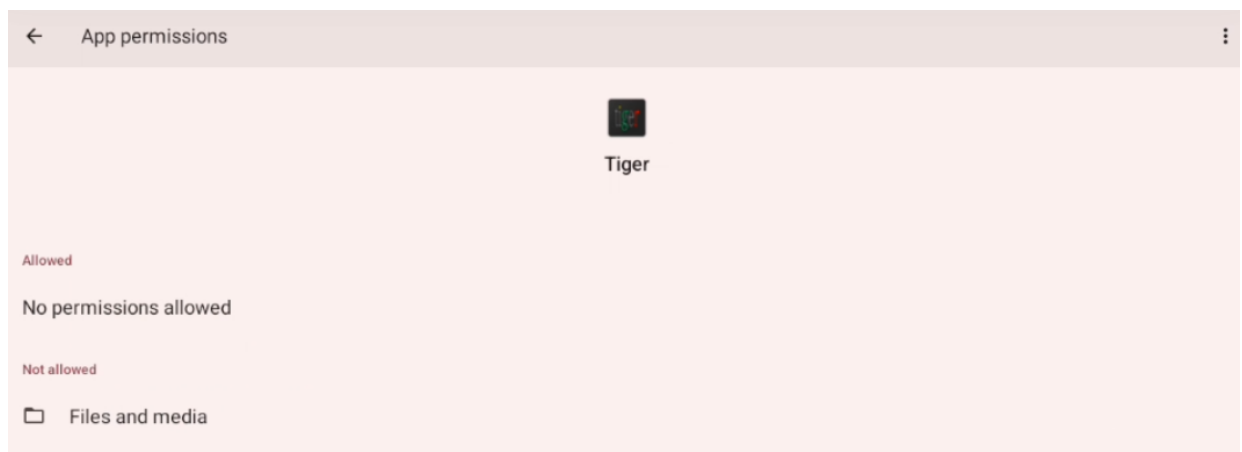 App permissions
Tiger
Allowed
No permissions allowed
Not allowed
Files and media